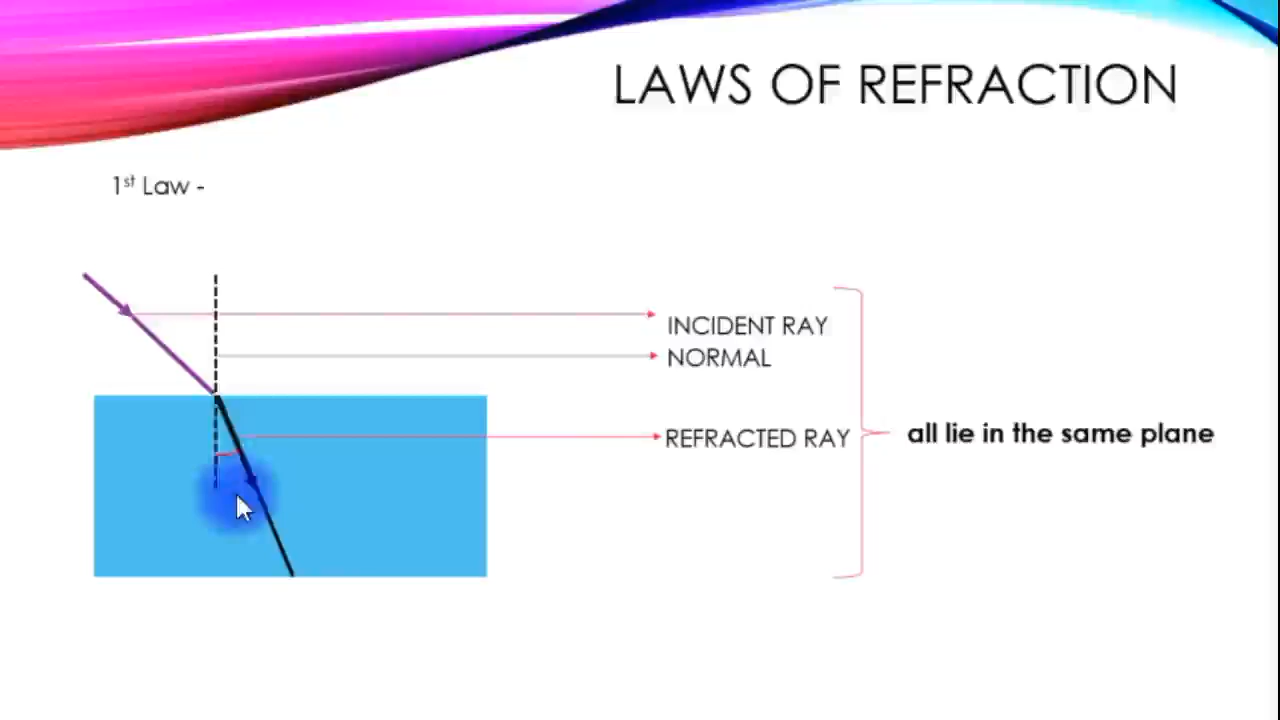 LAWS OF REFRACTION
1st Law -
INCIDENT RAY
NORMAL
REFRACTED RAY
all lie in the same plane